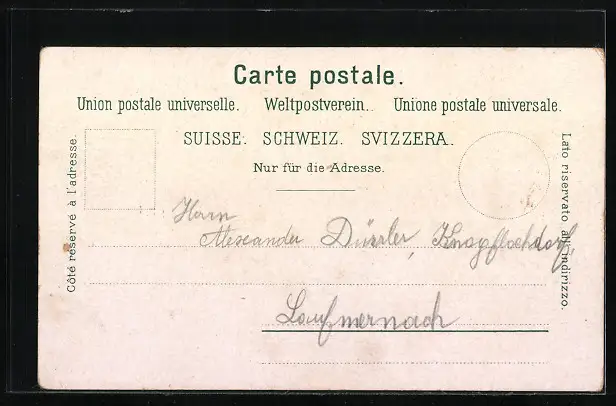 Carte postale.
Union postale universelle. Weltpostverein. Unione postale universale.
SUISSE. SCHWEIZ. SVIZZERA.
Nur für die Adresse.
Côté réservé à l'adresse.
Lato riservato all'indirizzo.
Herrn
Alexander